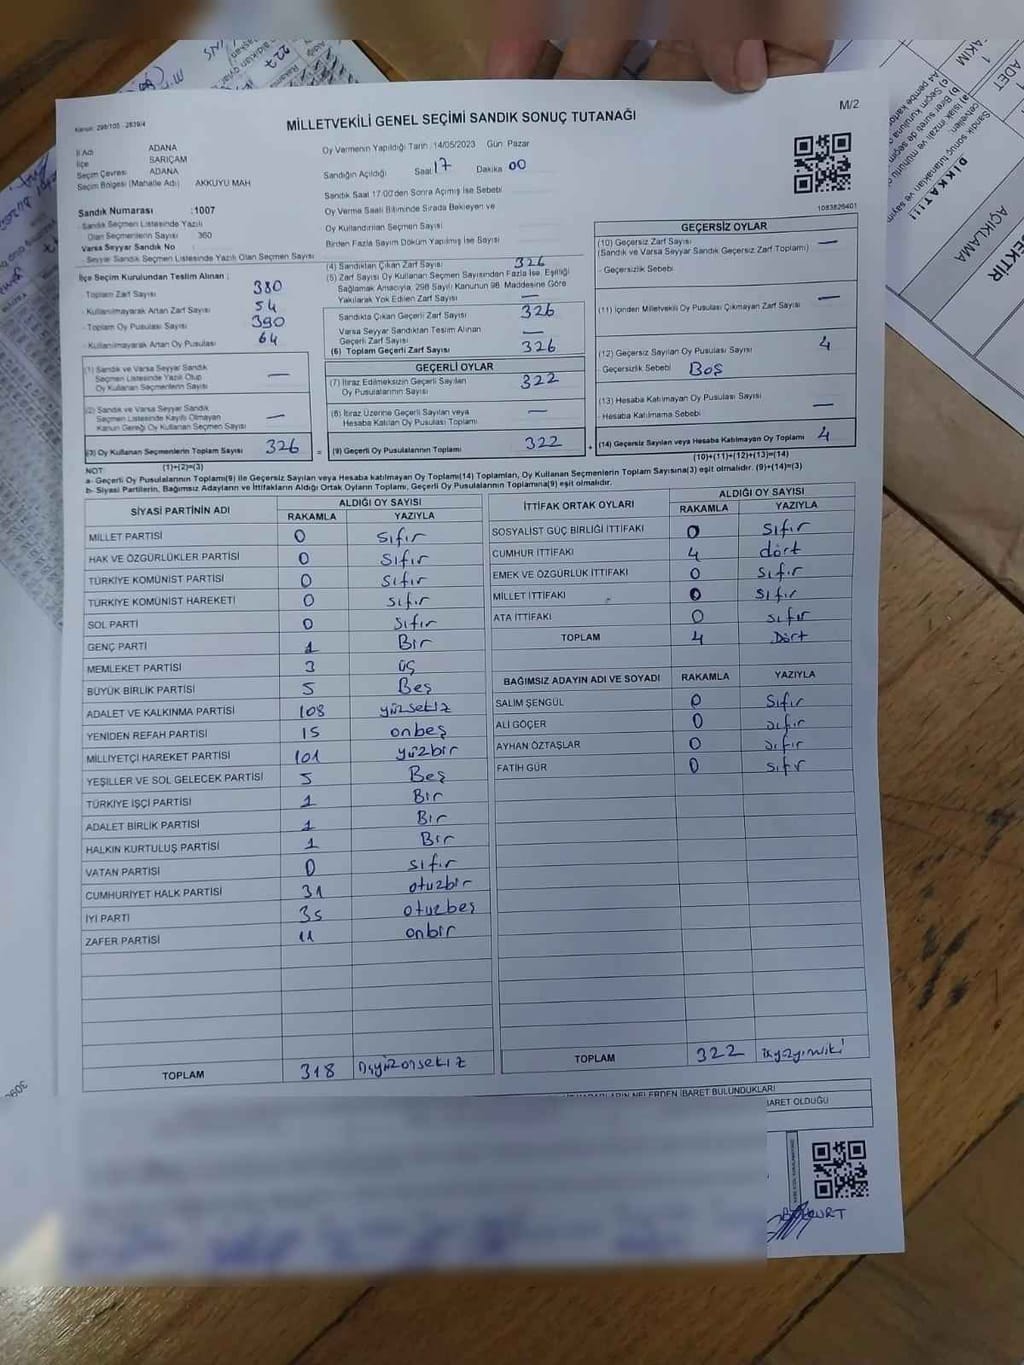 MİLLETVEKİLİ GENEL SEÇİMİ SANDIK SONUÇ TUTANAĞI
M/2
İl Adı ADANA
İlçe SARIÇAM
Seçim Çevresi ADANA
Seçim Bölgesi (Mahalle Adı) AKKUYU MAH
Sandık Numarası :1007
Sandık Seçmen Listesinde Yazılı
Olan Seçmenlerin Sayısı 360
Varsa Seyyar Sandık No
Seyyar Sandık Seçmen Listesinde Yazılı Olan Seçmen Sayısı
Oy Vermenin Yapıldığı Tarih :14/05/2023 Gün Pazar
Sandığın Açıldığı Saat 17 Dakika 00
Sandık Saat 17:00'den Sonra Açılmış İse Sebebi
Oy Verme Saati Bitiminde Sırada Bekleyen ve
Oy Kullandırılan Seçmen Sayısı
Birden Fazla Sayım Döküm Yapılmış İse Sayısı
1083826401
İlçe Seçim Kurulundan Teslim Alınan :
Toplam Zarf Sayısı 380
Kullanılmayarak Artan Zarf Sayısı 54
Toplam Oy Pusulası Sayısı 390
Kullanılmayarak Artan Oy Pusulası 64
(1) Sandık ve Varsa Seyyar Sandık
Seçmen Listesinde Yazılı Olup
Oy Kullanan Seçmenlerin Sayısı —
(2) Sandık ve Varsa Seyyar Sandık
Seçmen Listesinde Kayıtlı Olmayan
Kanun Gereği Oy Kullanan Seçmen Sayısı —
(3) Oy Kullanan Seçmenlerin Toplam Sayısı 326
(1)+(2)=(3)
(4) Sandıktan Çıkan Zarf Sayısı 326
(5) Zarf Sayısı Oy Kullanan Seçmen Sayısından Fazla İse, Eşitliği
Sağlamak Amacıyla, 298 Sayılı Kanunun 98. Maddesine Göre
Yakılarak Yok Edilen Zarf Sayısı —
Sandıkta Çıkan Geçerli Zarf Sayısı 326
Varsa Seyyar Sandıktan Teslim Alınan
Geçerli Zarf Sayısı —
(6) Toplam Geçerli Zarf Sayısı 326
GEÇERLİ OYLAR
(7) İtiraz Edilmeksizin Geçerli Sayılan
Oy Pusulalarının Sayısı 322
(8) İtiraz Üzerine Geçerli Sayılan veya
Hesaba Katılan Oy Pusulası Toplamı —
= (9) Geçerli Oy Pusulalarının Toplamı 322
GEÇERSİZ OYLAR
(10) Geçersiz Zarf Sayısı —
(Sandık ve Varsa Seyyar Sandık Geçersiz Zarf Toplamı)
Geçersizlik Sebebi
(11) İçinden Milletvekili Oy Pusulası Çıkmayan Zarf Sayısı —
(12) Geçersiz Sayılan Oy Pusulası Sayısı 4
Geçersizlik Sebebi Boş
(13) Hesaba Katılmayan Oy Pusulası Sayısı —
Hesaba Katılmama Sebebi
+ (14) Geçersiz Sayılan veya Hesaba Katılmayan Oy Toplamı 4
(10)+(11)+(12)+(13)=(14)
NOT:
a- Geçerli Oy Pusulalarının Toplamı(9) ile Geçersiz Sayılan veya Hesaba Katılmayan Oy Toplamı(14) Toplamları, Oy Kullanan Seçmenlerin Toplam Sayısına(3) eşit olmalıdır. (9)+(14)=(3)
b- Siyasi Partilerin, Bağımsız Adayların ve İttifakların Aldığı Ortak Oyların Toplamı, Geçerli Oy Pusulalarının Toplamına(9) eşit olmalıdır.
SİYASİ PARTİNİN ADI ALDIĞI OY SAYISI
RAKAMLA YAZIYLA
MİLLET PARTİSİ 0 sıfır
HAK VE ÖZGÜRLÜKLER PARTİSİ 0 sıfır
TÜRKİYE KOMÜNİST PARTİSİ 0 sıfır
TÜRKİYE KOMÜNİST HAREKETİ 0 sıfır
SOL PARTİ 0 sıfır
GENÇ PARTİ 1 Bir
MEMLEKET PARTİSİ 3 üç
BÜYÜK BİRLİK PARTİSİ 5 Beş
ADALET VE KALKINMA PARTİSİ 108 yüzsekiz
YENİDEN REFAH PARTİSİ 15 onbeş
MİLLİYETÇİ HAREKET PARTİSİ 101 yüzbir
YEŞİLLER VE SOL GELECEK PARTİSİ 5 Beş
TÜRKİYE İŞÇİ PARTİSİ 1 Bir
ADALET BİRLİK PARTİSİ 1 Bir
HALKIN KURTULUŞ PARTİSİ 1 Bir
VATAN PARTİSİ 0 sıfır
CUMHURİYET HALK PARTİSİ 31 otuzbir
İYİ PARTİ 35 otuzbeş
ZAFER PARTİSİ 11 onbir
TOPLAM 318 üçyüzonsekiz
İTTİFAK ORTAK OYLARI ALDIĞI OY SAYISI
RAKAMLA YAZIYLA
SOSYALİST GÜÇ BİRLİĞİ İTTİFAKI 0 sıfır
CUMHUR İTTİFAKI 4 dört
EMEK VE ÖZGÜRLÜK İTTİFAKI 0 sıfır
MİLLET İTTİFAKI 0 sıfır
ATA İTTİFAKI 0 sıfır
TOPLAM 4 Dört
BAĞIMSIZ ADAYIN ADI VE SOYADI RAKAMLA YAZIYLA
SALİM ŞENGÜL 0 sıfır
ALİ GÖÇER 0 sıfır
AYHAN ÖZTAŞLAR 0 sıfır
FATİH GÜR 0 sıfır
TOPLAM 322
NELERDEN İBARET BULUNDUKLARI
BARET OLDUĞU
DİKKAT!!!
AÇIKLAMA
TAKIM
ADET
1